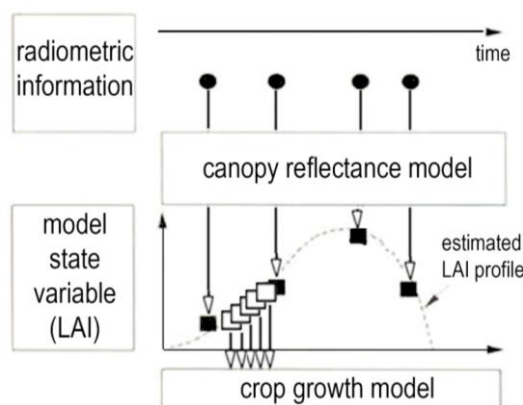 radiometric
information
time
canopy reflectance model
model
state
variable
(LAI)
estimated
LAI profile
crop growth model